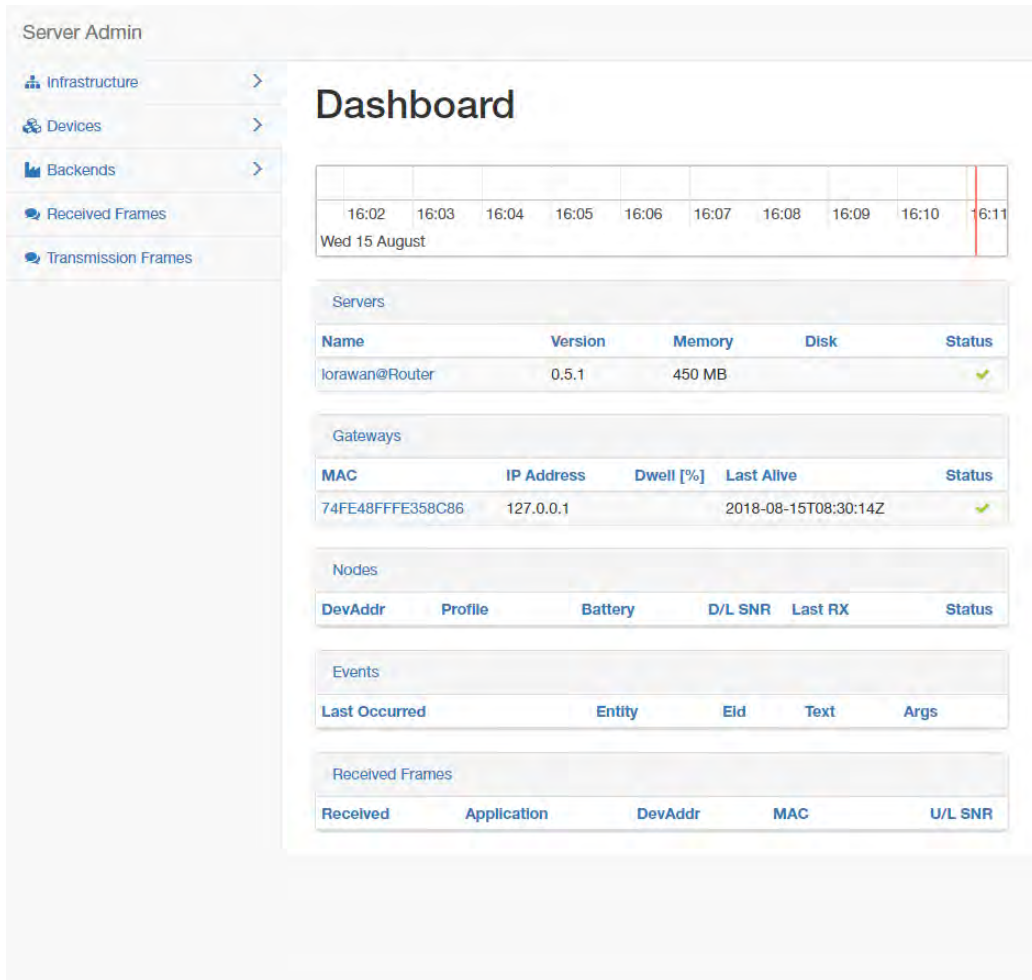 Server Admin
Infrastructure
Devices
Backends
Received Frames
Transmission Frames
Dashboard
16:02 16:03 16:04 16:05 16:06 16:07 16:08 16:09 16:10 16:11
Wed 15 August
Servers
Name Version Memory Disk Status
lorawan@Router 0.5.1 450 MB
Gateways
MAC IP Address Dwell [%] Last Alive Status
74FE48FFFE358C86 127.0.0.1 2018-08-15T08:30:14Z
Nodes
DevAddr Profile Battery D/L SNR Last RX Status
Events
Last Occurred Entity Eid Text Args
Received Frames
Received Application DevAddr MAC U/L SNR